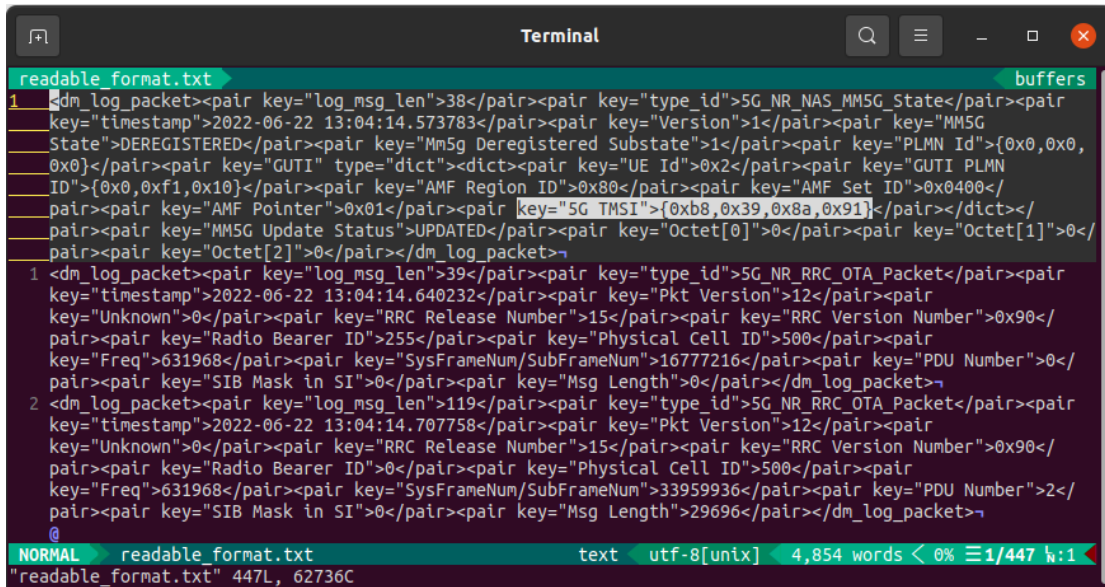 Terminal
readable_format.txt buffers
1 <dm_log_packet><pair key="log_msg_len">38</pair><pair key="type_id">5G_NR_NAS_MM5G_State</pair><pair
key="timestamp">2022-06-22 13:04:14.573783</pair><pair key="Version">1</pair><pair key="MM5G
State">DEREGISTERED</pair><pair key="Mm5g Deregistered Substate">1</pair><pair key="PLMN Id">{0x0,0x0,
0x0}</pair><pair key="GUTI" type="dict"><dict><pair key="UE Id">0x2</pair><pair key="GUTI PLMN
ID">{0x0,0xf1,0x10}</pair><pair key="AMF Region ID">0x80</pair><pair key="AMF Set ID">0x0400</
pair><pair key="AMF Pointer">0x01</pair><pair key="5G TMSI">{0xb8,0x39,0x8a,0x91}</pair></dict></
pair><pair key="MM5G Update Status">UPDATED</pair><pair key="Octet[0]">0</pair><pair key="Octet[1]">0</
pair><pair key="Octet[2]">0</pair></dm_log_packet>¬
1 <dm_log_packet><pair key="log_msg_len">39</pair><pair key="type_id">5G_NR_RRC_OTA_Packet</pair><pair
key="timestamp">2022-06-22 13:04:14.640232</pair><pair key="Pkt Version">12</pair><pair
key="Unknown">0</pair><pair key="RRC Release Number">15</pair><pair key="RRC Version Number">0x90</
pair><pair key="Radio Bearer ID">255</pair><pair key="Physical Cell ID">500</pair><pair
key="Freq">631968</pair><pair key="SysFrameNum/SubFrameNum">16777216</pair><pair key="PDU Number">0</
pair><pair key="SIB Mask in SI">0</pair><pair key="Msg Length">0</pair></dm_log_packet>¬
2 <dm_log_packet><pair key="log_msg_len">119</pair><pair key="type_id">5G_NR_RRC_OTA_Packet</pair><pair
key="timestamp">2022-06-22 13:04:14.707758</pair><pair key="Pkt Version">12</pair><pair
key="Unknown">0</pair><pair key="RRC Release Number">15</pair><pair key="RRC Version Number">0x90</
pair><pair key="Radio Bearer ID">0</pair><pair key="Physical Cell ID">500</pair><pair
key="Freq">631968</pair><pair key="SysFrameNum/SubFrameNum">33959936</pair><pair key="PDU Number">2</
pair><pair key="SIB Mask in SI">0</pair><pair key="Msg Length">29696</pair></dm_log_packet>¬
@
NORMAL readable_format.txt text utf-8[unix] 4,854 words 0% ☰1/447 ␤:1
"readable_format.txt" 447L, 62736C